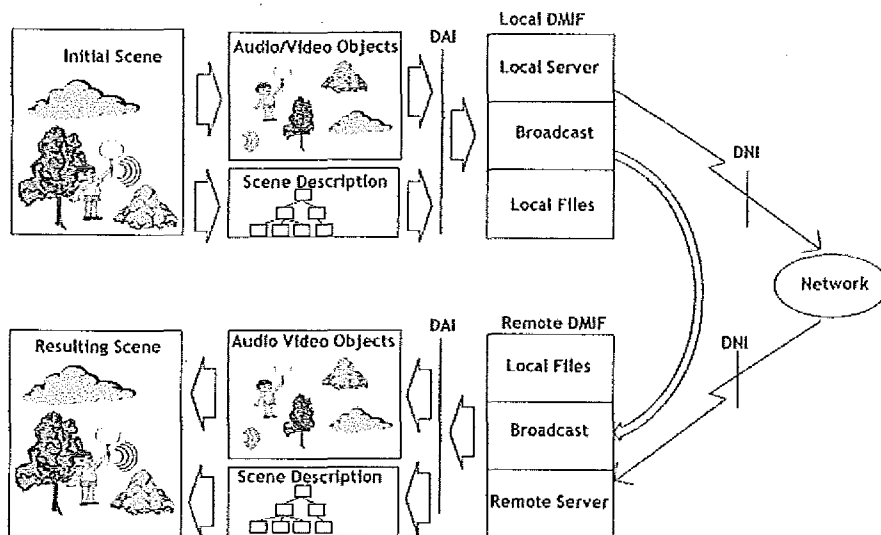 Initial Scene
Audio/Video Objects
Scene Description
DAI
Local DMIF
Local Server
Broadcast
Local Files
DNI
Network
Resulting Scene
Audio Video Objects
Scene Description
DAI
Remote DMIF
Local Files
Broadcast
Remote Server
DNI